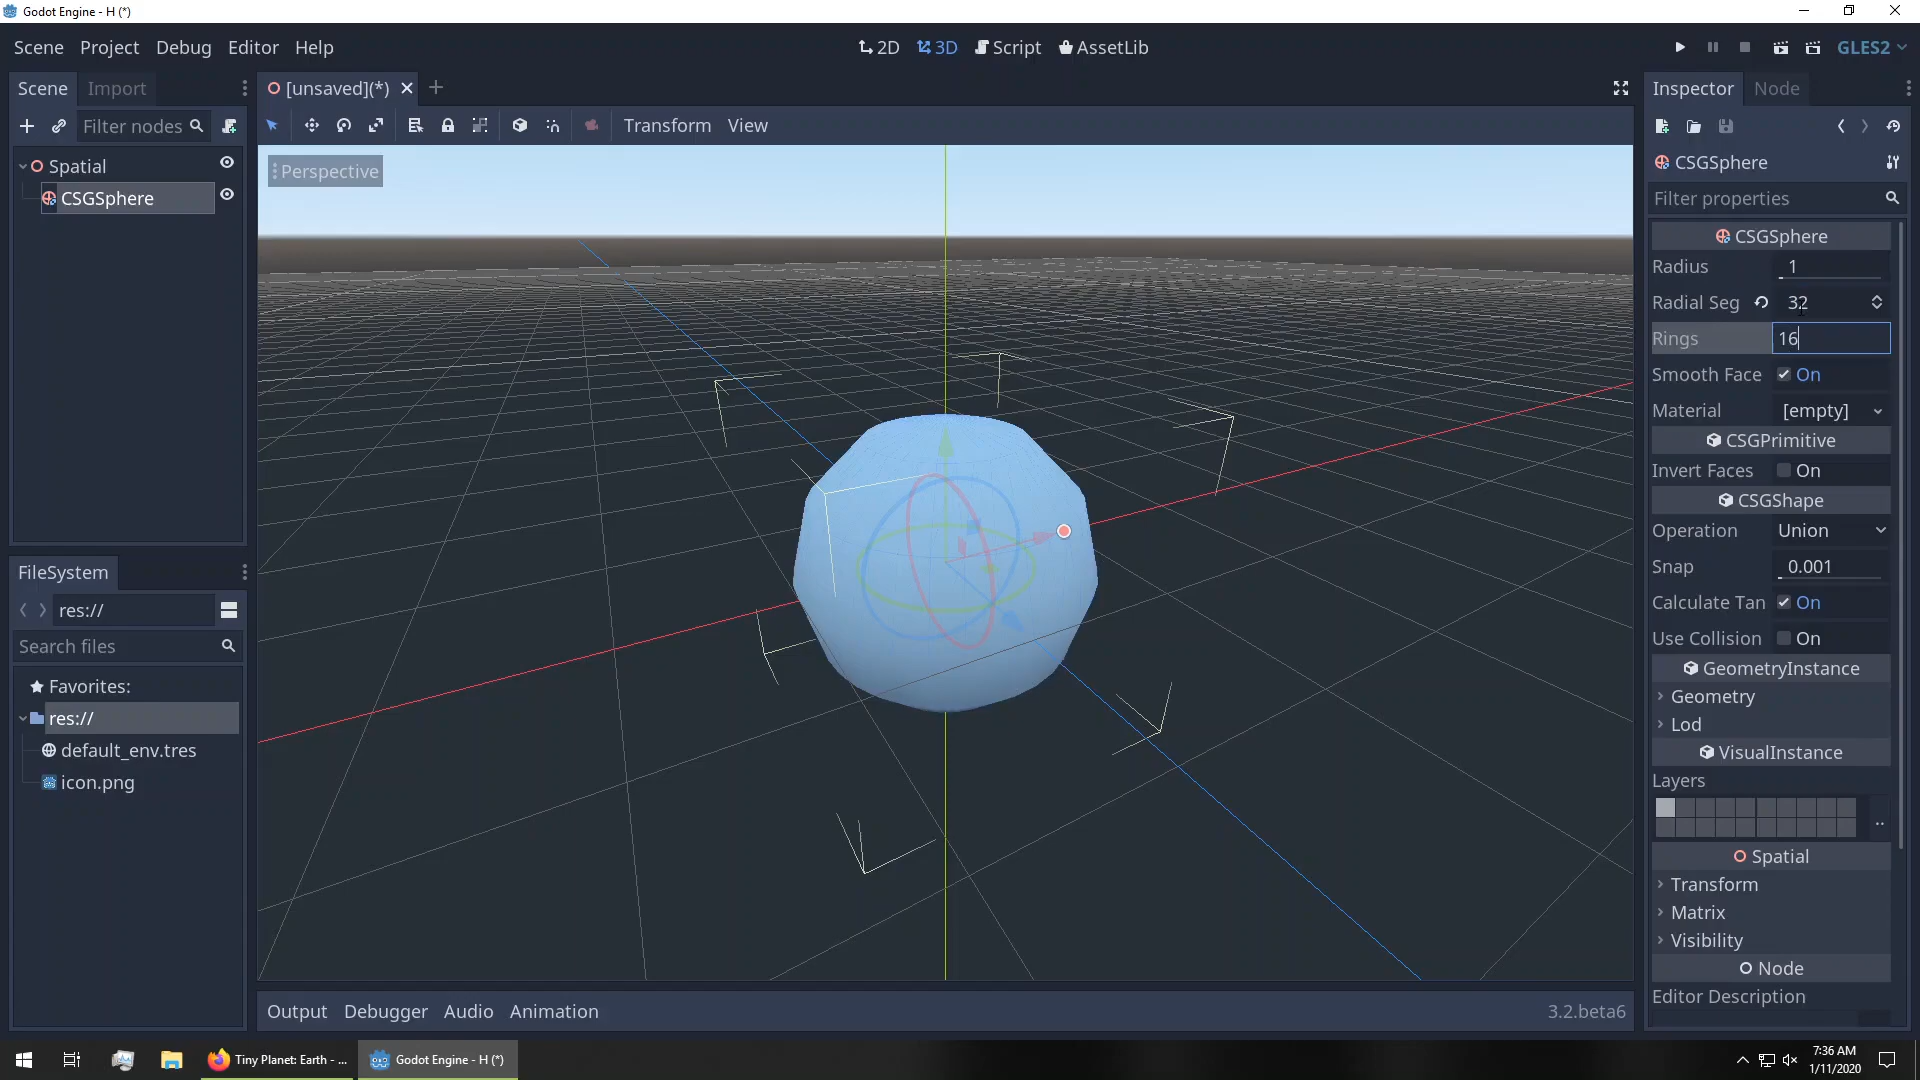 Godot Engine - H (*)
Scene Project Debug Editor Help
2D 3D Script AssetLib
GLES2
Scene Import
[unsaved](*)
Inspector Node
Filter nodes
Transform View
Spatial
CSGSphere
Perspective
CSGSphere
Filter properties
CSGSphere
Radius 1
Radial Seg 32
Rings 16
Smooth Face On
Material [empty]
CSGPrimitive
Invert Faces On
CSGShape
Operation Union
Snap 0.001
Calculate Tan On
Use Collision On
GeometryInstance
Geometry
Lod
VisualInstance
Layers
..
Spatial
Transform
Matrix
Visibility
Node
Editor Description
FileSystem
res://
Search files
Favorites:
res://
default_env.tres
icon.png
Output Debugger Audio Animation
3.2.beta6
Tiny Planet: Earth - ...
Godot Engine - H (*)
7:36 AM
1/11/2020